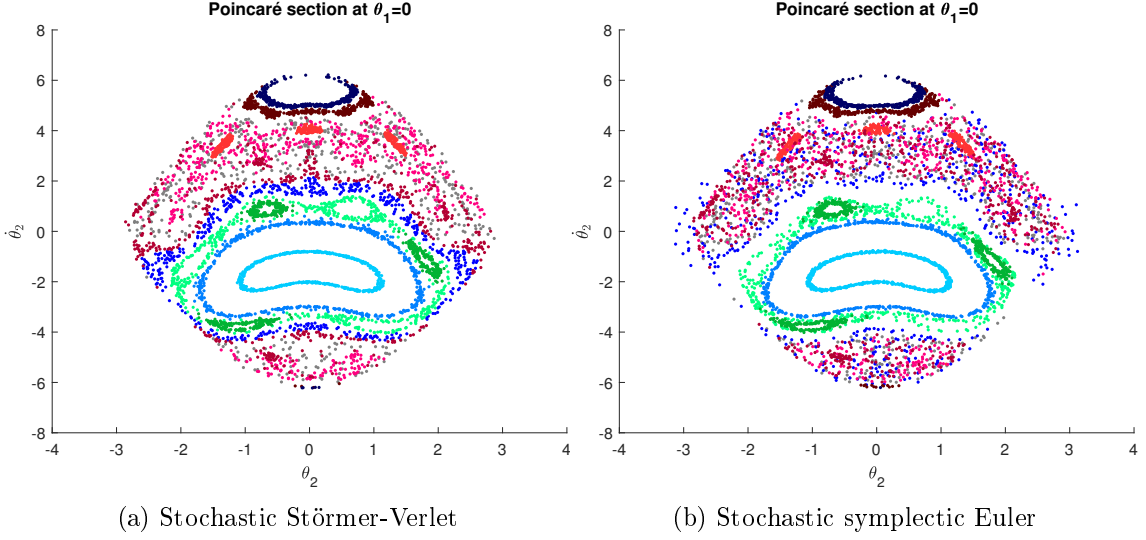 Poincaré section at θ1=0
8
6
4
2
0
-2
-4
-6
-8
θ̇2
-4 -3 -2 -1 0 1 2 3 4
θ2
(a) Stochastic Störmer-Verlet
Poincaré section at θ1=0
8
6
4
2
0
-2
-4
-6
-8
θ̇2
-4 -3 -2 -1 0 1 2 3 4
θ2
(b) Stochastic symplectic Euler